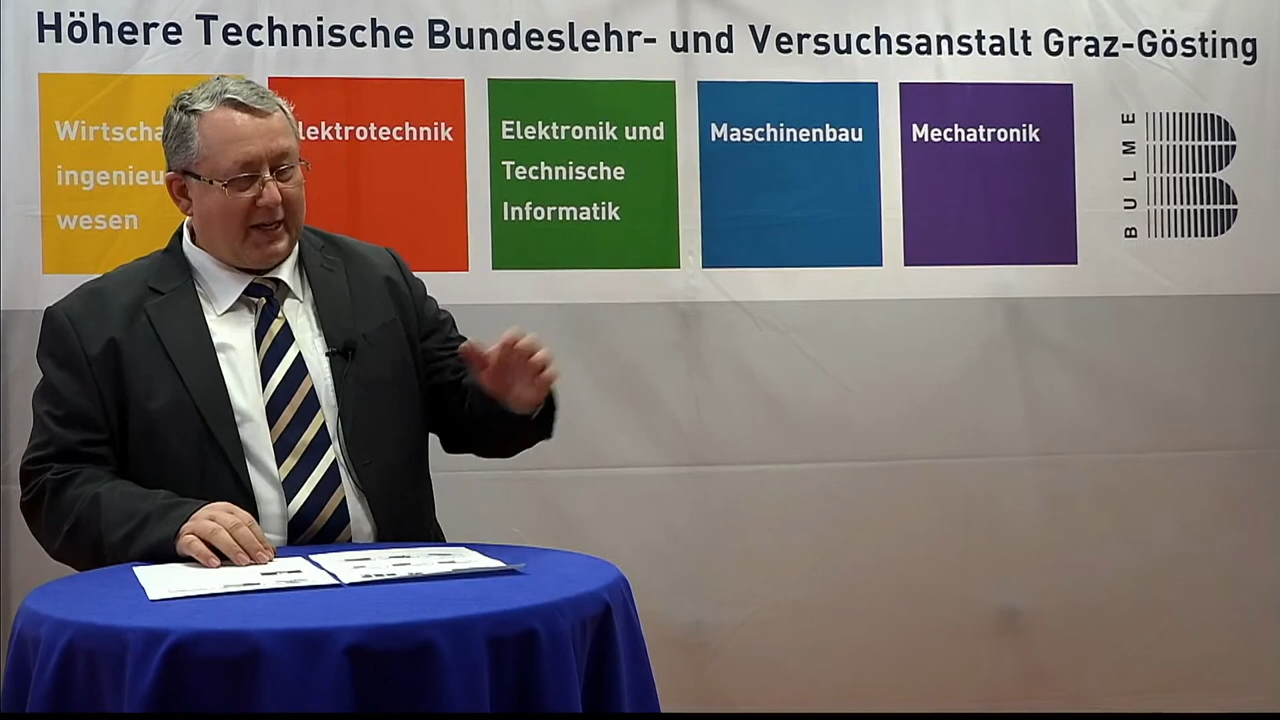 Höhere Technische Bundeslehr- und Versuchsanstalt Graz-Gösting
Wirtscha
ingenieu
wesen
lektrotechnik
Elektronik und
Technische
Informatik
Maschinenbau
Mechatronik
BULME